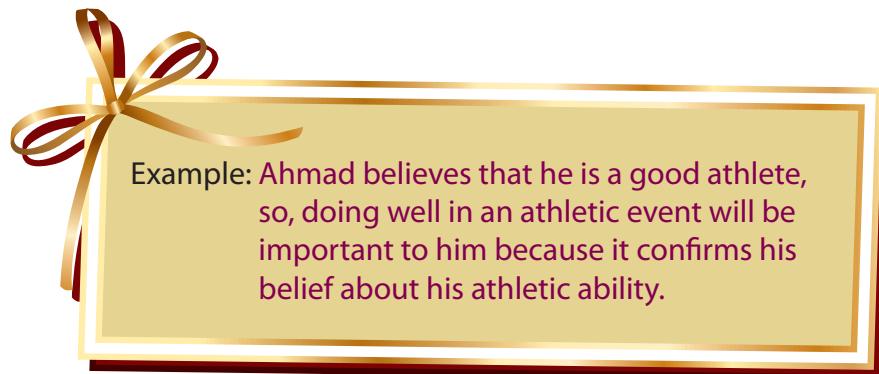 Example: Ahmad believes that he is a good athlete,
so, doing well in an athletic event will be
important to him because it confirms his
belief about his athletic ability.